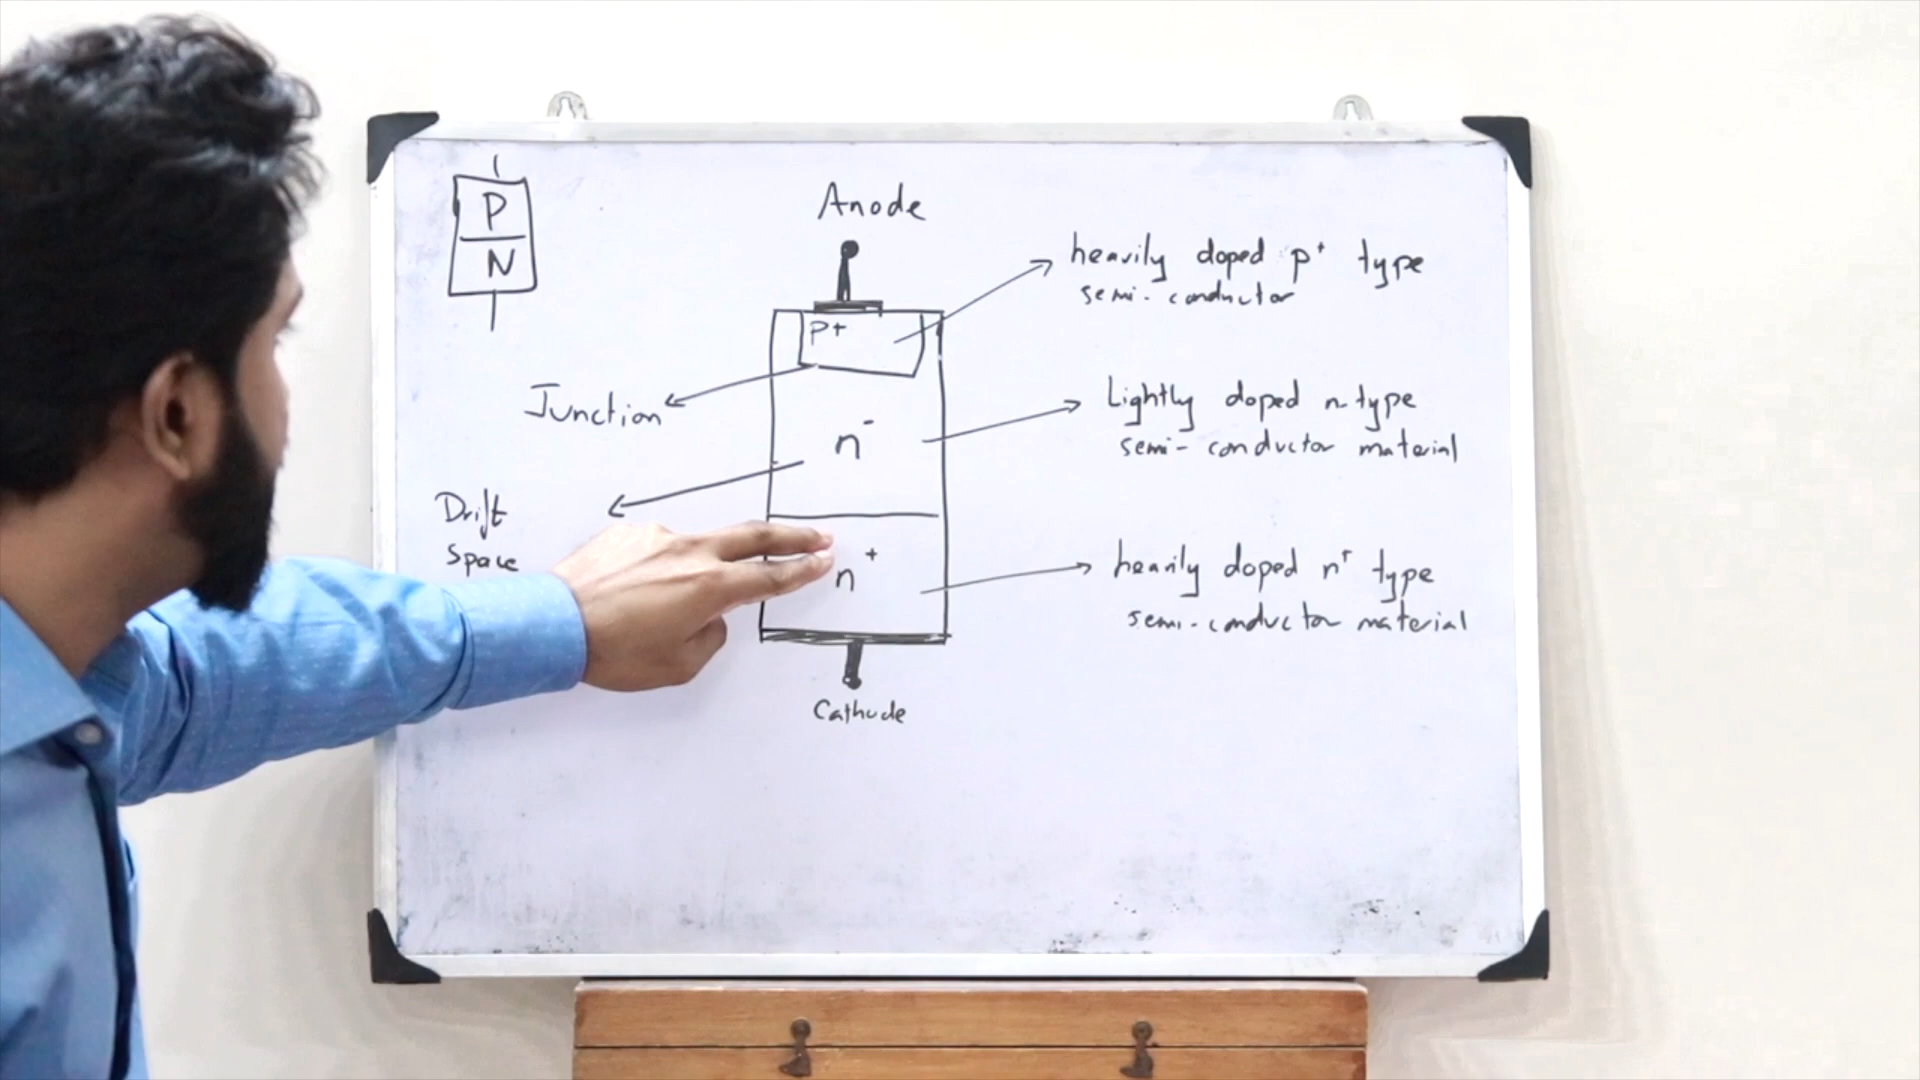 P
N
Anode
heavily doped p+ type
semi-conductor
p+
Junction
Lightly doped n-type
semi-conductor material
n-
Drift
Space
n+
heavily doped n+ type
semi-conductor material
Cathode